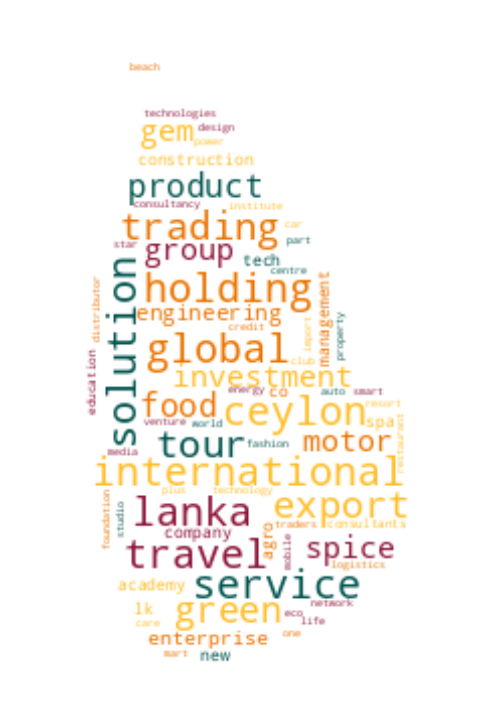 beach
technologies
gem design
power
construction
product
consultancy institute
trading car
star group part
tech
centre
solution
holding
distributor
engineering
management
credit
import
property
global
club
investment
education
energy co auto smart
food ceylon resort
venture world spa
restaurant
tour fashion motor
media
international
plus technology
foundation
studio
lanka export
company agro traders consultants
travel mobile spice
logistics
academy service
lk green network
care eco life
enterprise one
mart new